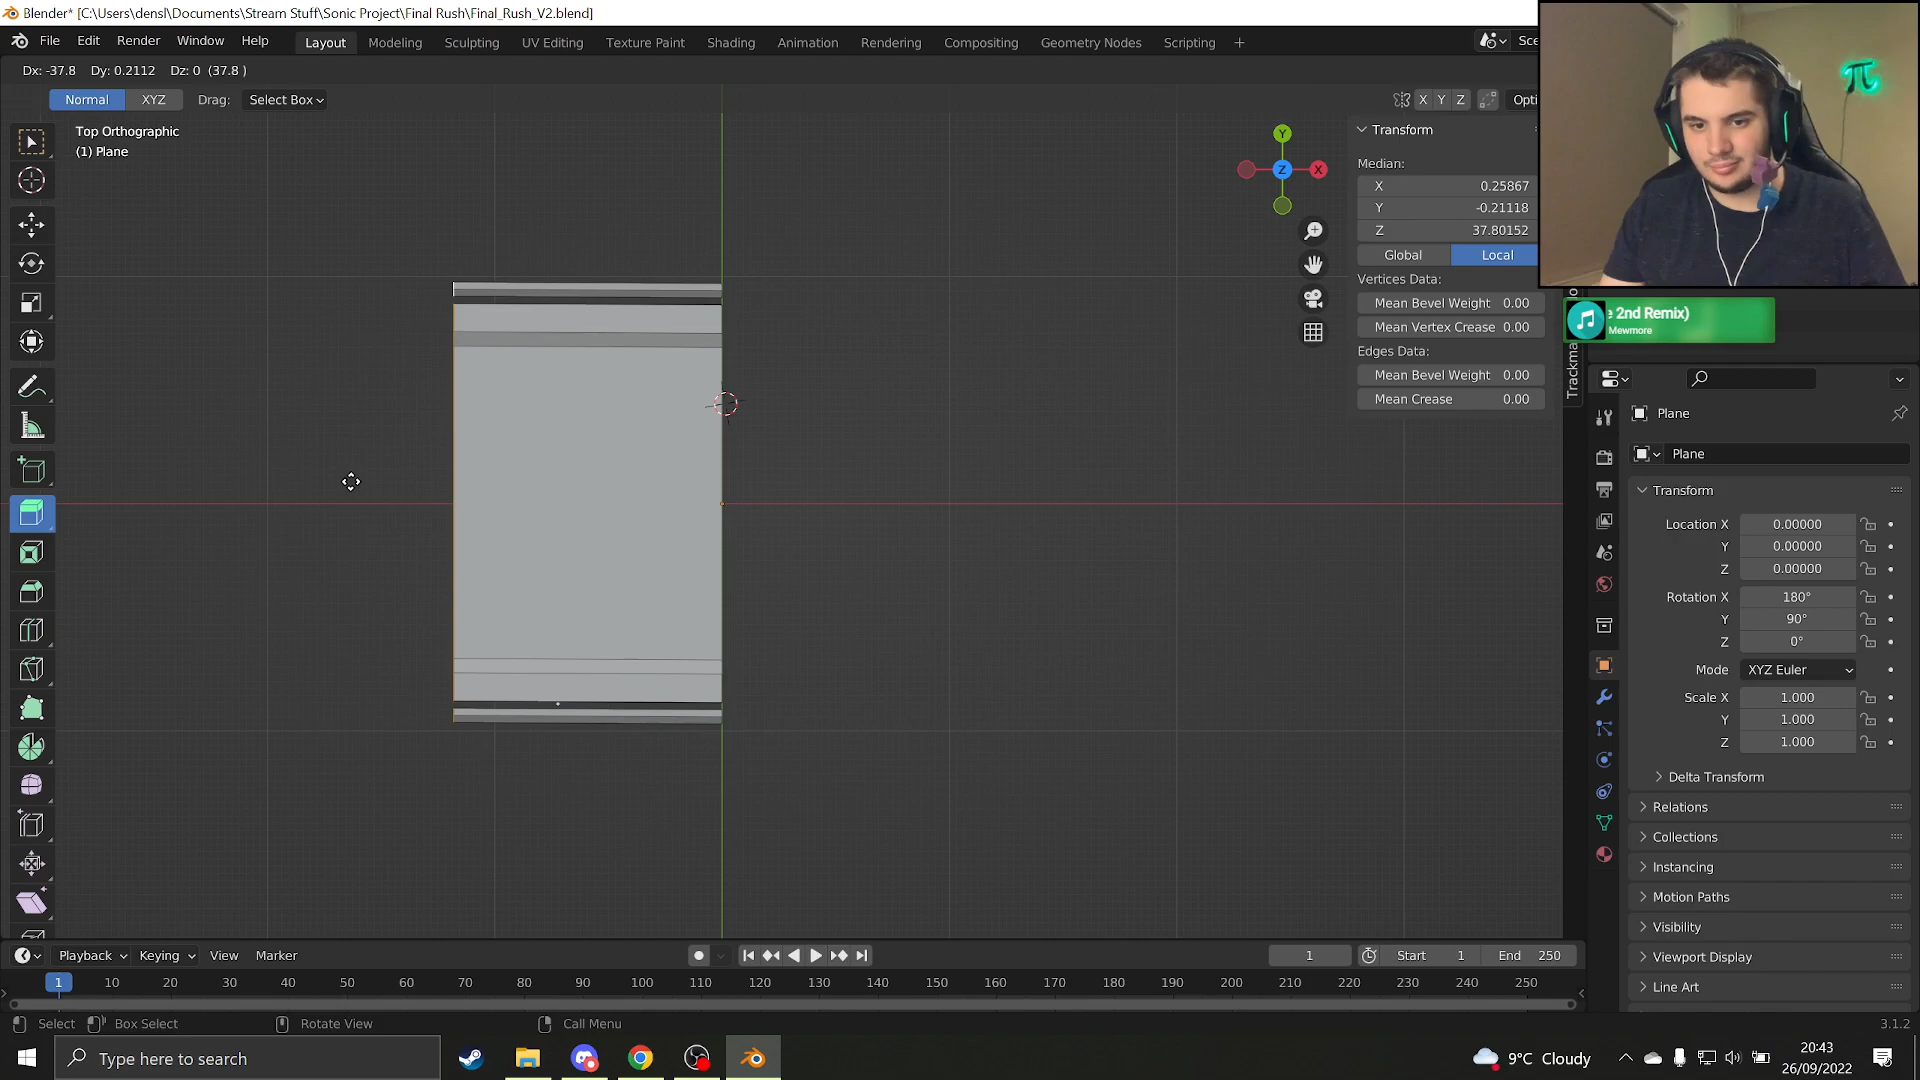 Blender* [C:\Users\densl\Documents\Stream Stuff\Sonic Project\Final Rush\Final_Rush_V2.blend]
File Edit Render Window Help Layout Modeling Sculpting UV Editing Texture Paint Shading Animation Rendering Compositing Geometry Nodes Scripting + Sce
Dx: -37.8 Dy: 0.2112 Dz: 0 (37.8 )
Normal XYZ Drag: Select Box X Y Z Opti
Top Orthographic
(1) Plane
Y
Z X
Transform
Median:
X 0.25867
Y -0.21118
Z 37.80152
Global Local
Vertices Data:
Mean Bevel Weight 0.00
Mean Vertex Crease 0.00
Edges Data:
Mean Bevel Weight 0.00
Mean Crease 0.00
Trackma
π
e 2nd Remix)
Mewmore
Plane
Plane
Transform
Location X 0.00000
Y 0.00000
Z 0.00000
Rotation X 180°
Y 90°
Z 0°
Mode XYZ Euler
Scale X 1.000
Y 1.000
Z 1.000
Delta Transform
Relations
Collections
Instancing
Motion Paths
Visibility
Viewport Display
Line Art
Playback Keying View Marker 1 Start 1 End 250
1 10 20 30 40 50 60 70 80 90 100 110 120 130 140 150 160 170 180 190 200 210 220 230 240 250
Select Box Select Rotate View Call Menu 3.1.2
Type here to search 9°C Cloudy 20:43
26/09/2022